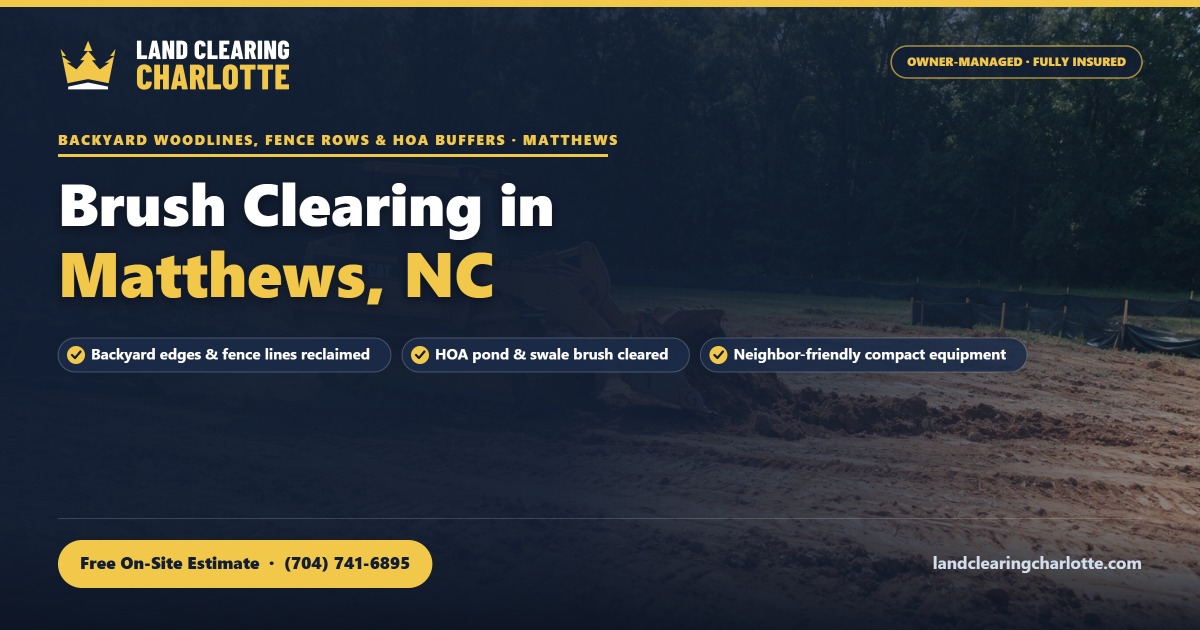 LAND CLEARING
CHARLOTTE
OWNER-MANAGED · FULLY INSURED
BACKYARD WOODLINES, FENCE ROWS & HOA BUFFERS · MATTHEWS
Brush Clearing in
Matthews, NC
Backyard edges & fence lines reclaimed
HOA pond & swale brush cleared
Neighbor-friendly compact equipment
Free On-Site Estimate · (704) 741-6895
landclearingcharlotte.com